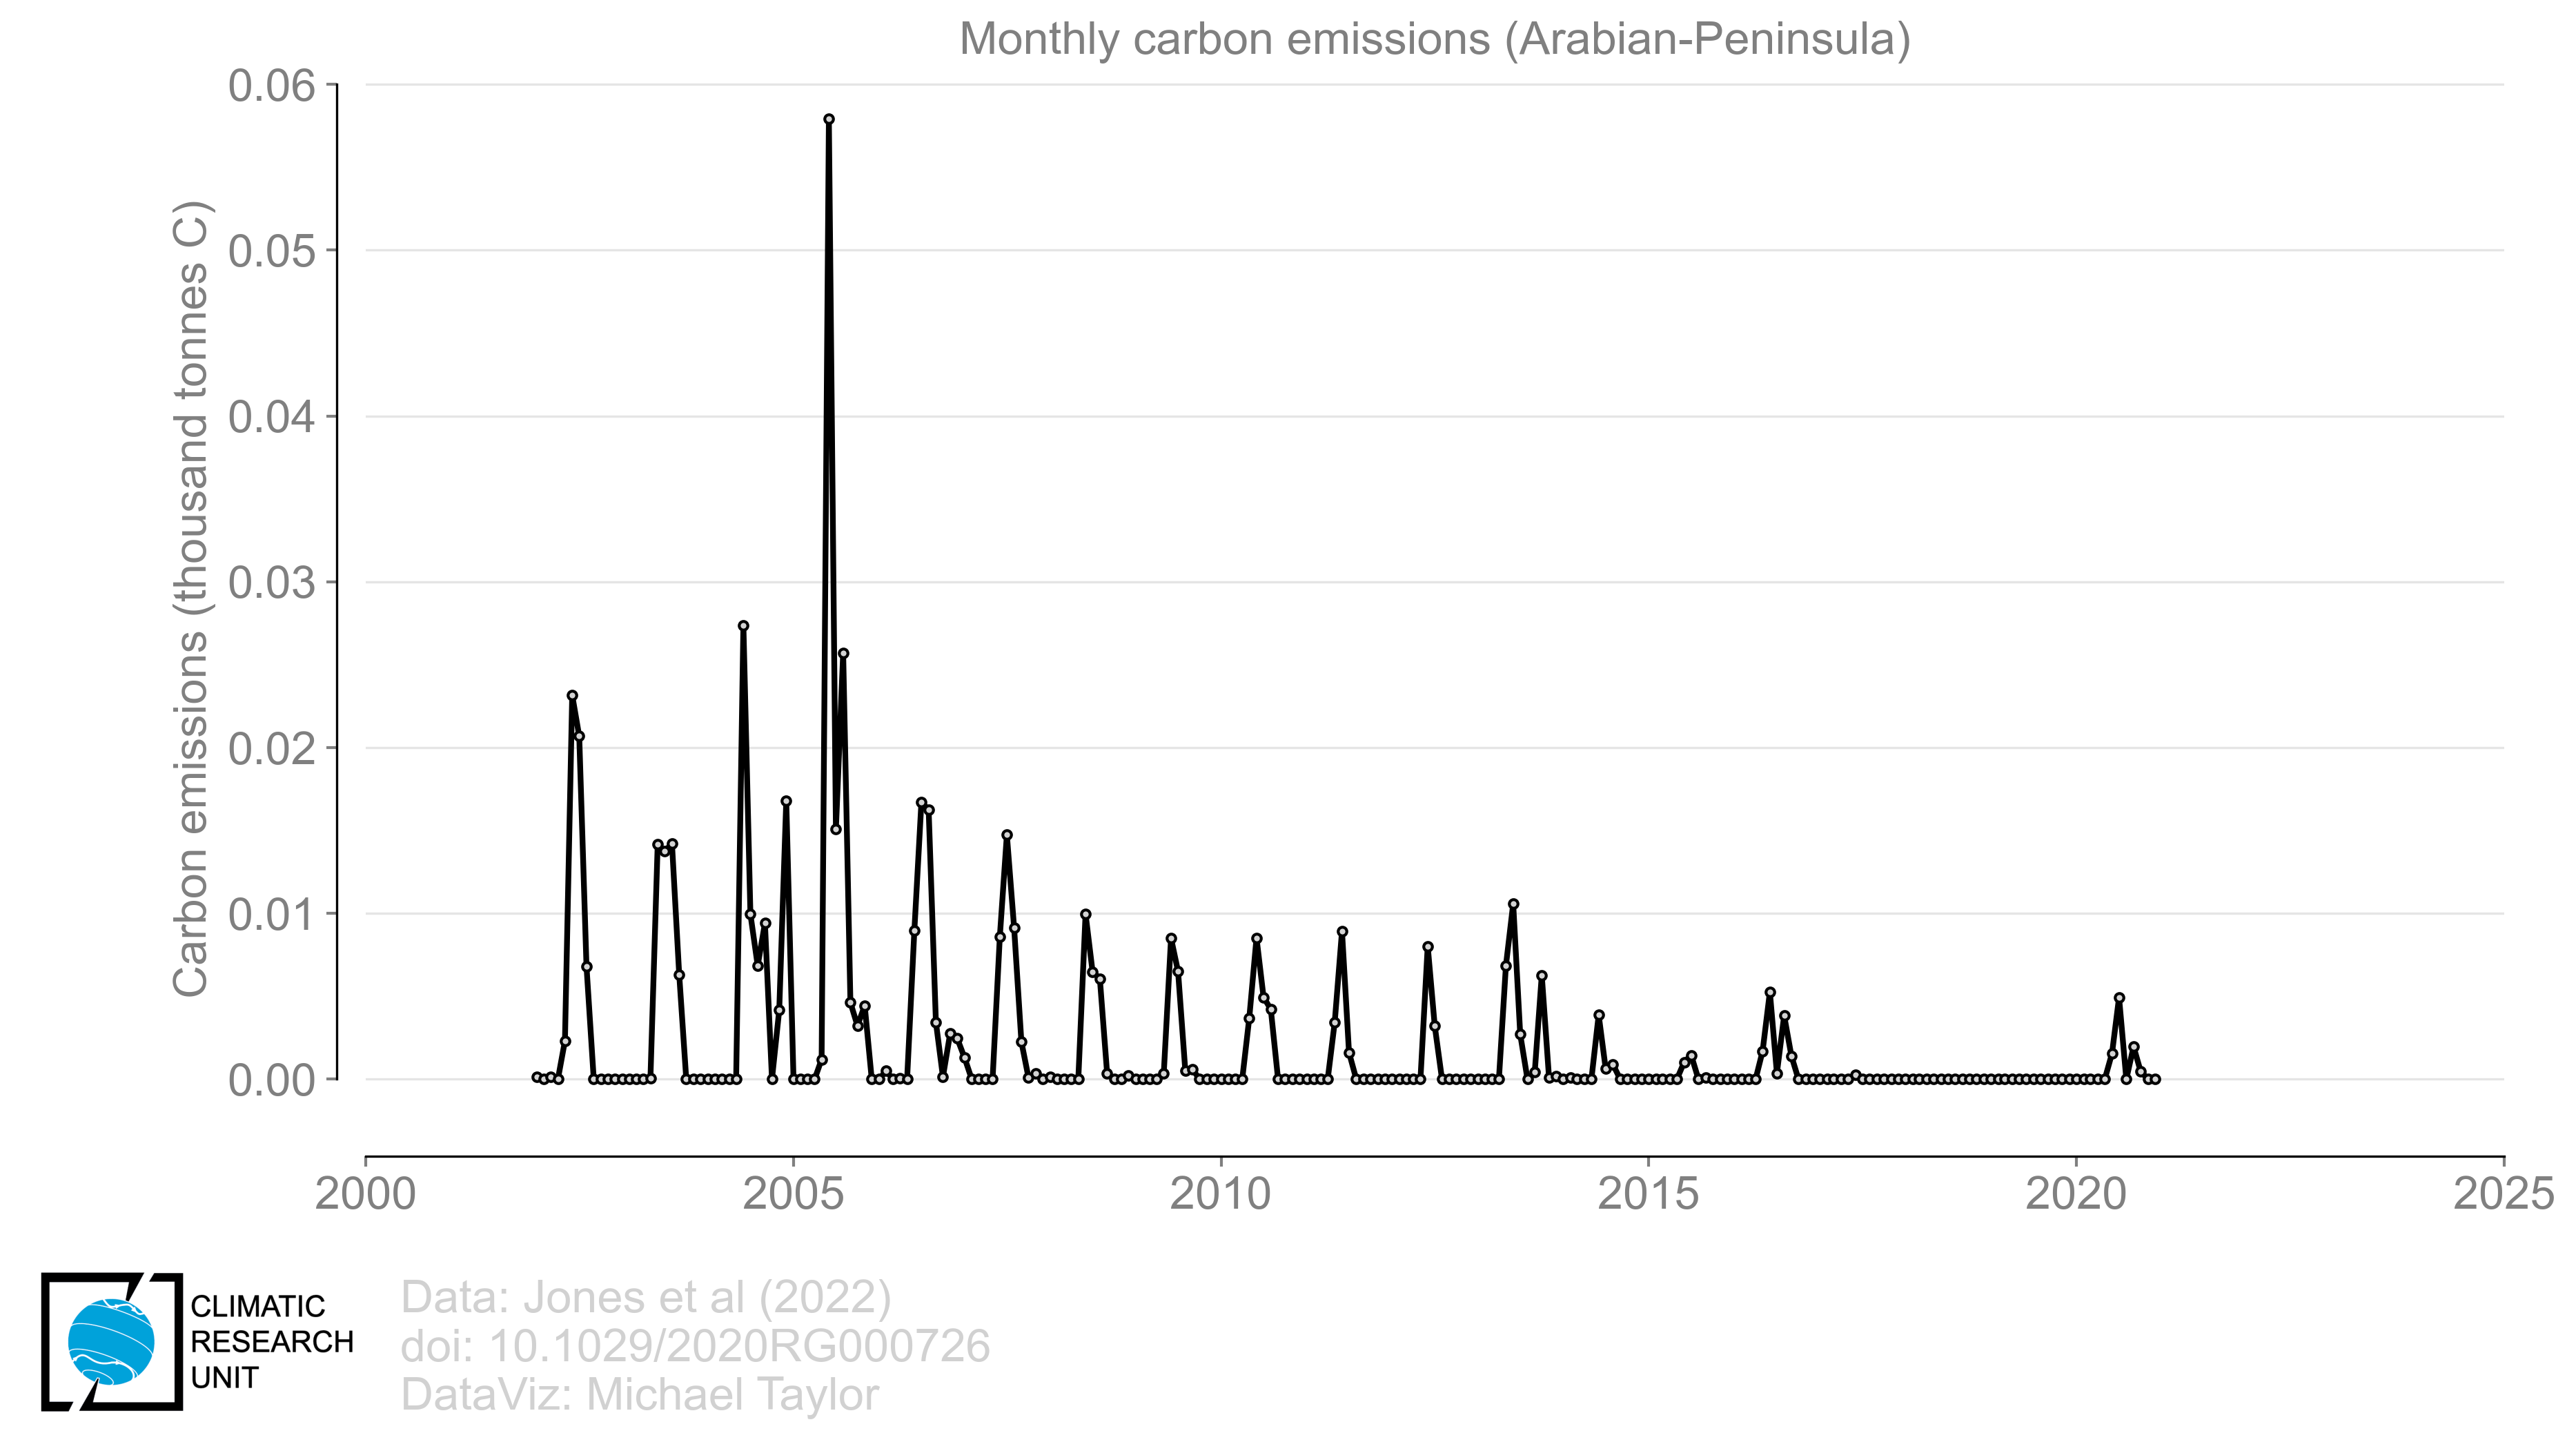 Monthly carbon emissions (Arabian-Peninsula)
Carbon emissions (thousand tonnes C)
0.06
0.05
0.04
0.03
0.02
0.01
0.00
2000 2005 2010 2015 2020 2025
CLIMATIC
RESEARCH
UNIT
Data: Jones et al (2022)
doi: 10.1029/2020RG000726
DataViz: Michael Taylor